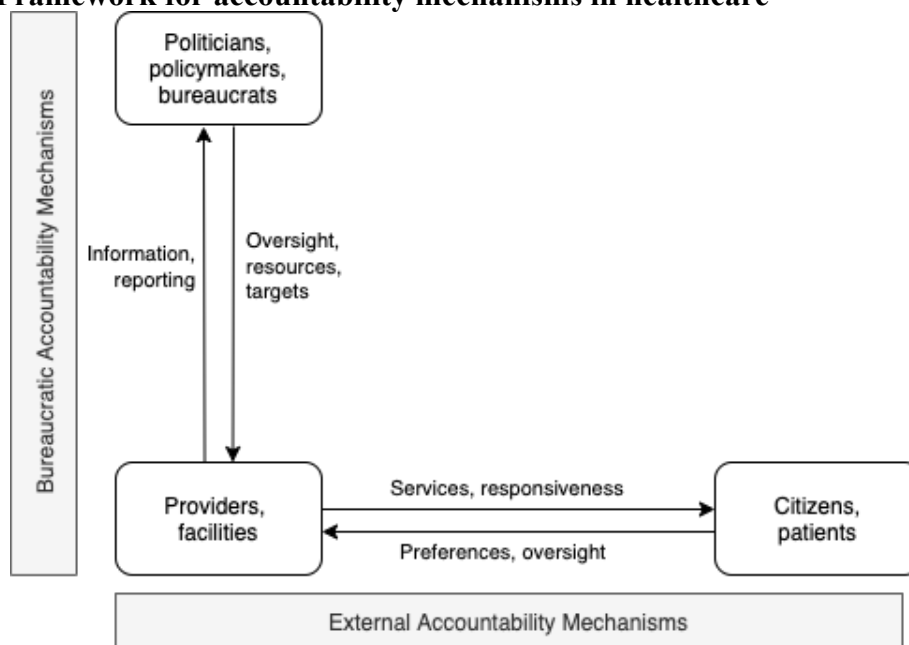 Framework for accountability mechanisms in healthcare
Politicians,
policymakers,
bureaucrats
Bureaucratic Accountability Mechanisms
Information,
reporting
Oversight,
resources,
targets
Providers,
facilities
Services, responsiveness
Preferences, oversight
Citizens,
patients
External Accountability Mechanisms